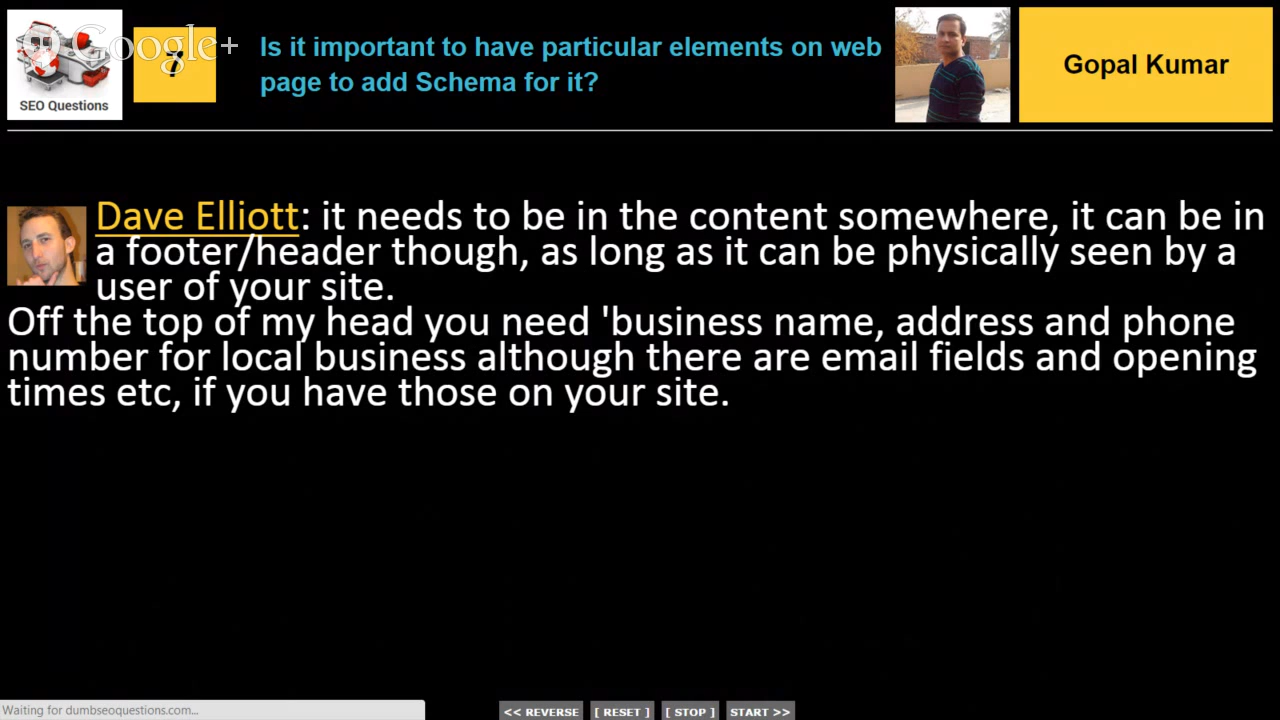 Google+
SEO Questions
7
Is it important to have particular elements on web
page to add Schema for it?
Gopal Kumar
Dave Elliott: it needs to be in the content somewhere, it can be in
a footer/header though, as long as it can be physically seen by a
user of your site.
Off the top of my head you need 'business name, address and phone
number for local business although there are email fields and opening
times etc, if you have those on your site.
Waiting for dumbseoquestions.com...
<< REVERSE [ RESET ] [ STOP ] START >>